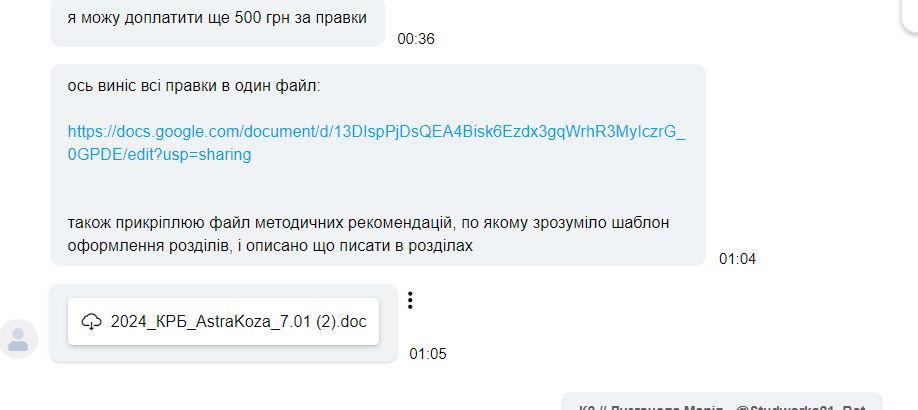 я можу доплатити ще 500 грн за правки
00:36
ось виніс всі правки в один файл:
https://docs.google.com/document/d/13DIspPjDsQEA4Bisk6Ezdx3gqWrhR3MyIczrG_
0GPDE/edit?usp=sharing
також прикріплюю файл методичних рекомендацій, по якому зрозуміло шаблон
оформлення розділів, і описано що писати в розділах
01:04
2024_КРБ_AstraKoza_7.01 (2).doc
01:05